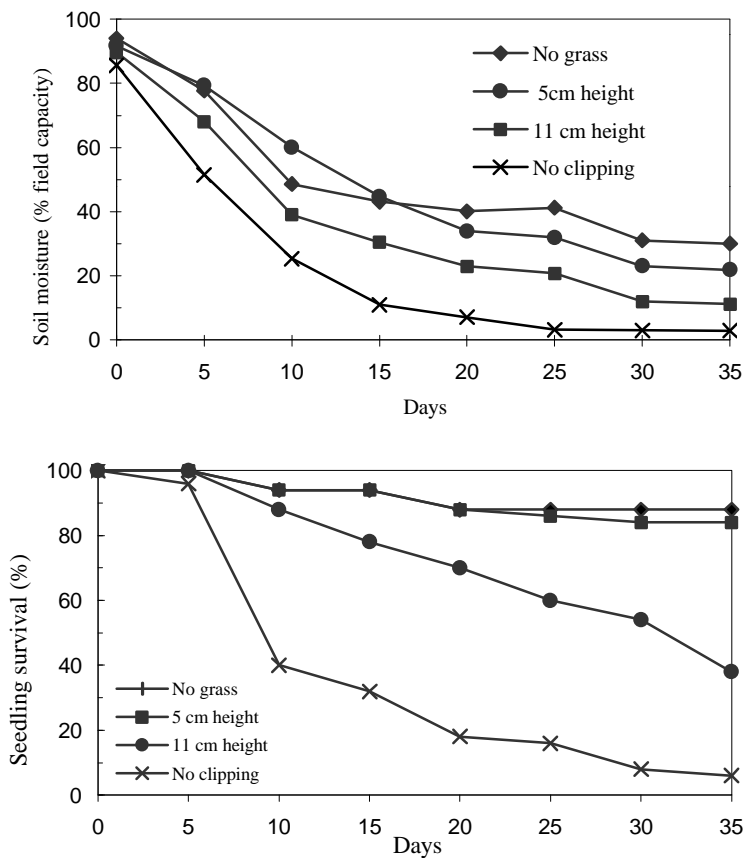 100
80
60
40
20
0
Soil moisture (% field capacity)
No grass
5cm height
11 cm height
No clipping
0 5 10 15 20 25 30 35
Days
100
80
60
40
20
0
Seedling survival (%)
No grass
5 cm height
11 cm height
No clipping
0 5 10 15 20 25 30 35
Days